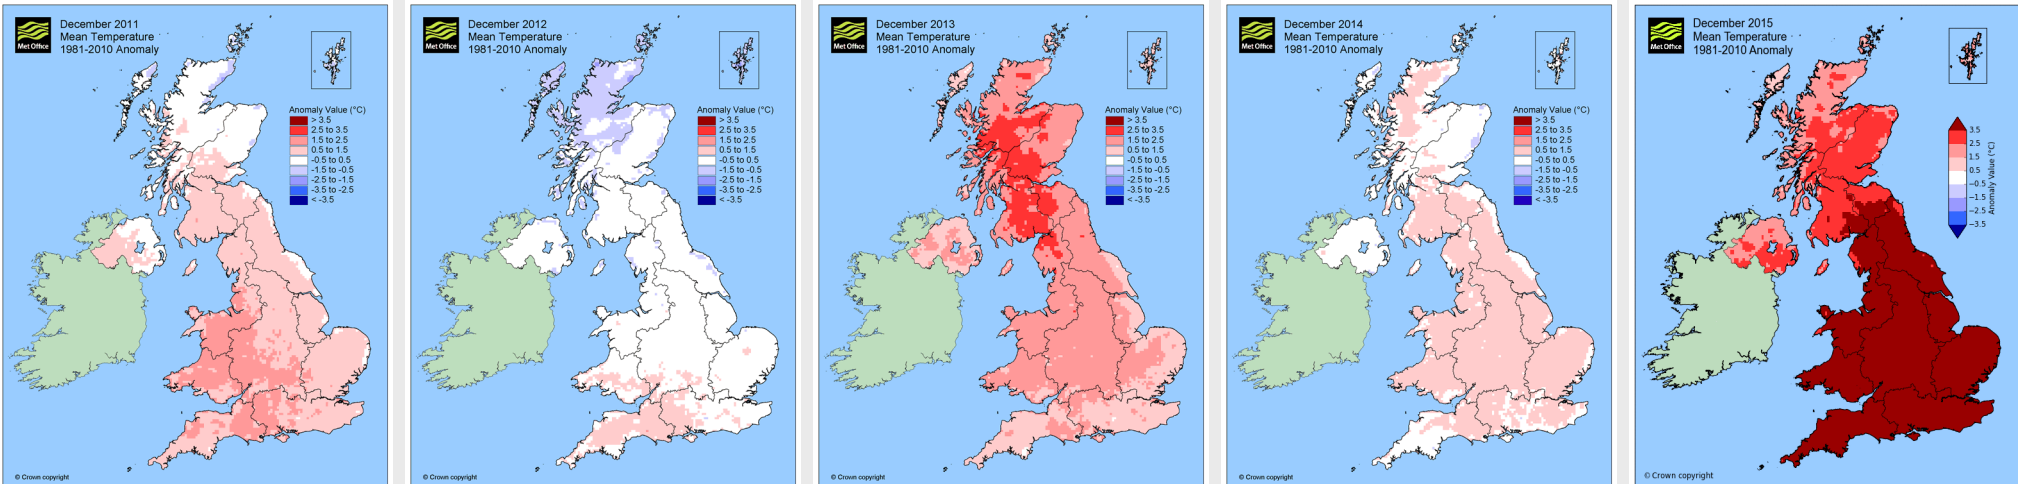 Met Office
December 2011
Mean Temperature
1981-2010 Anomaly
Anomaly Value (°C)
> 3.5
2.5 to 3.5
1.5 to 2.5
0.5 to 1.5
-0.5 to 0.5
-1.5 to -0.5
-2.5 to -1.5
-3.5 to -2.5
< -3.5
© Crown copyright
Met Office
December 2012
Mean Temperature
1981-2010 Anomaly
Anomaly Value (°C)
> 3.5
2.5 to 3.5
1.5 to 2.5
0.5 to 1.5
-0.5 to 0.5
-1.5 to -0.5
-2.5 to -1.5
-3.5 to -2.5
< -3.5
© Crown copyright
Met Office
December 2013
Mean Temperature
1981-2010 Anomaly
Anomaly Value (°C)
> 3.5
2.5 to 3.5
1.5 to 2.5
0.5 to 1.5
-0.5 to 0.5
-1.5 to -0.5
-2.5 to -1.5
-3.5 to -2.5
< -3.5
© Crown copyright
Met Office
December 2014
Mean Temperature
1981-2010 Anomaly
Anomaly Value (°C)
> 3.5
2.5 to 3.5
1.5 to 2.5
0.5 to 1.5
-0.5 to 0.5
-1.5 to -0.5
-2.5 to -1.5
-3.5 to -2.5
< -3.5
© Crown copyright
Met Office
December 2015
Mean Temperature
1981-2010 Anomaly
3.5
2.5
1.5
0.5
−0.5
−1.5
−2.5
−3.5
Anomaly Value (°C)
© Crown copyright